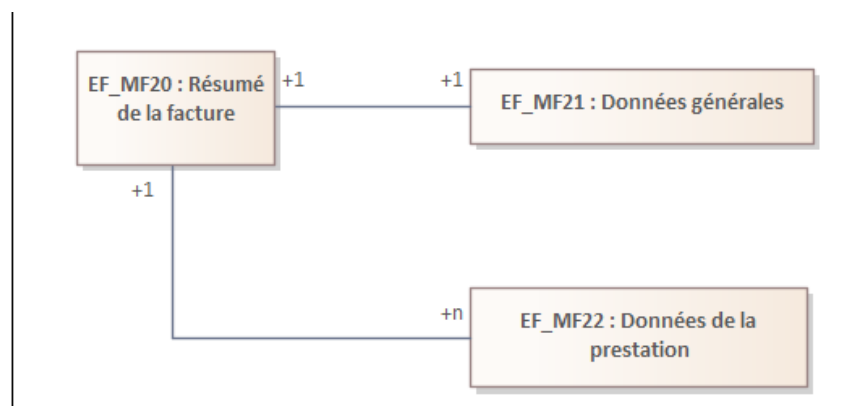 EF_MF20 : Résumé
de la facture
+1
+1
EF_MF21 : Données générales
+1
+n
EF_MF22 : Données de la
prestation